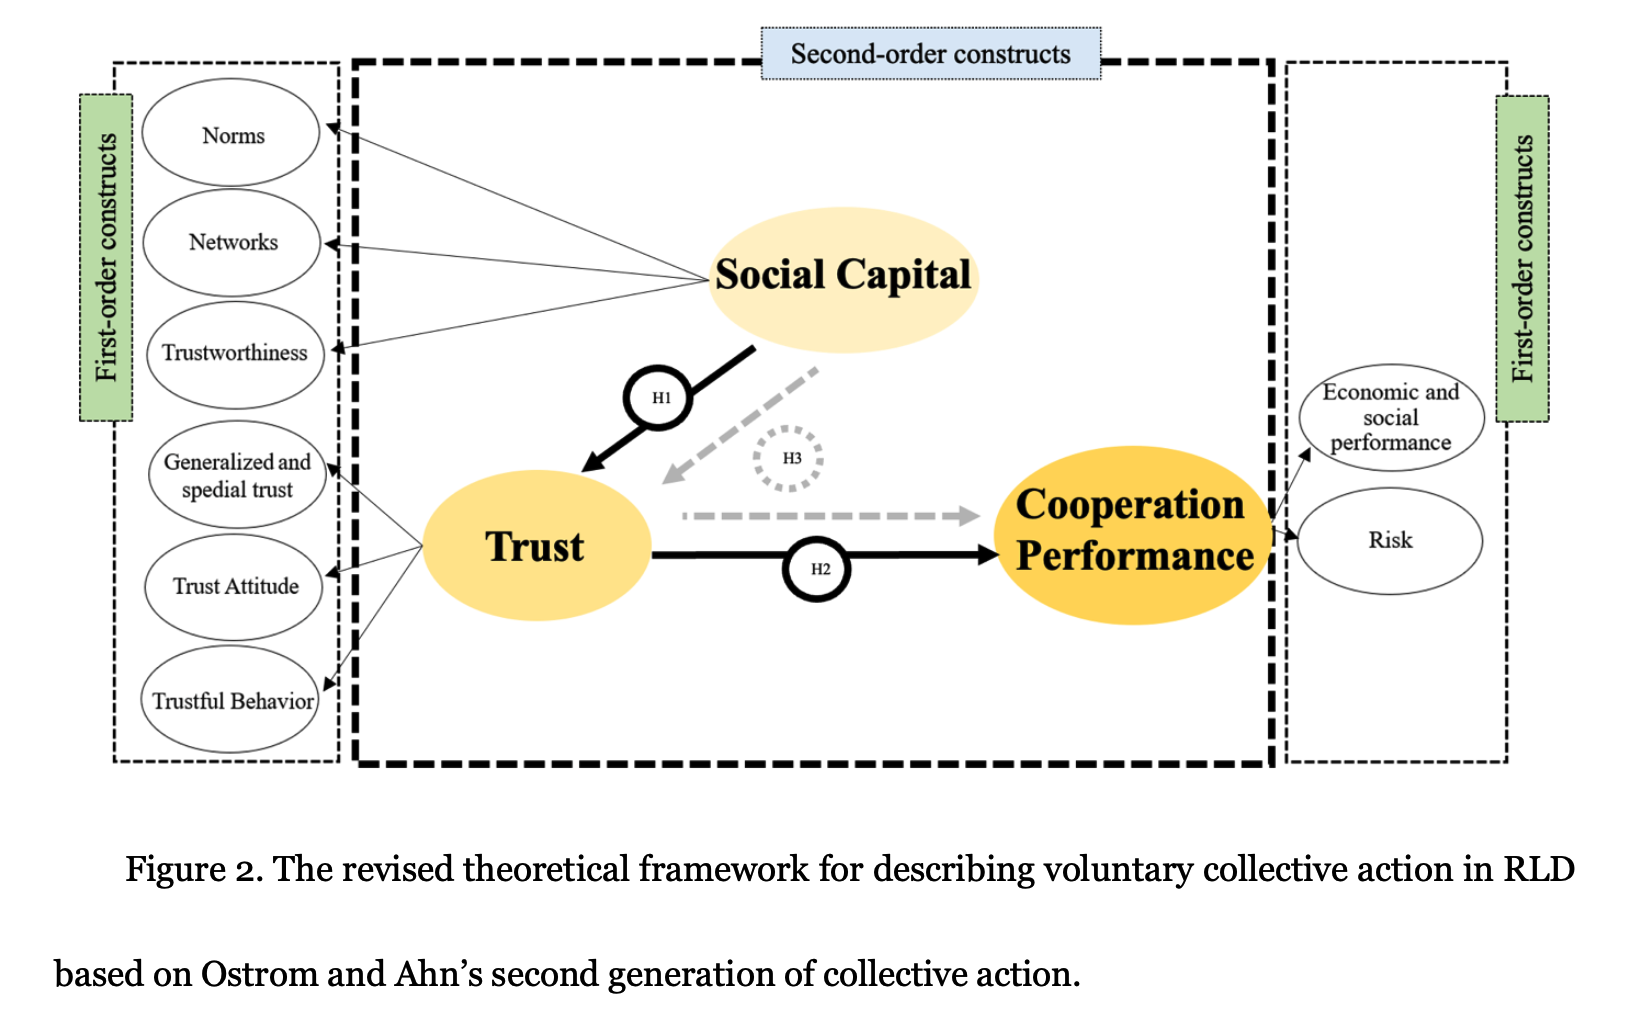 Second-order constructs
First-order constructs
Norms
Networks
Trustworthiness
Generalized and
spedial trust
Trust Attitude
Trustful Behavior
Social Capital
H1
H3
Trust
H2
Cooperation
Performance
Economic and
social
performance
Risk
First-order constructs
Figure 2. The revised theoretical framework for describing voluntary collective action in RLD
based on Ostrom and Ahn’s second generation of collective action.